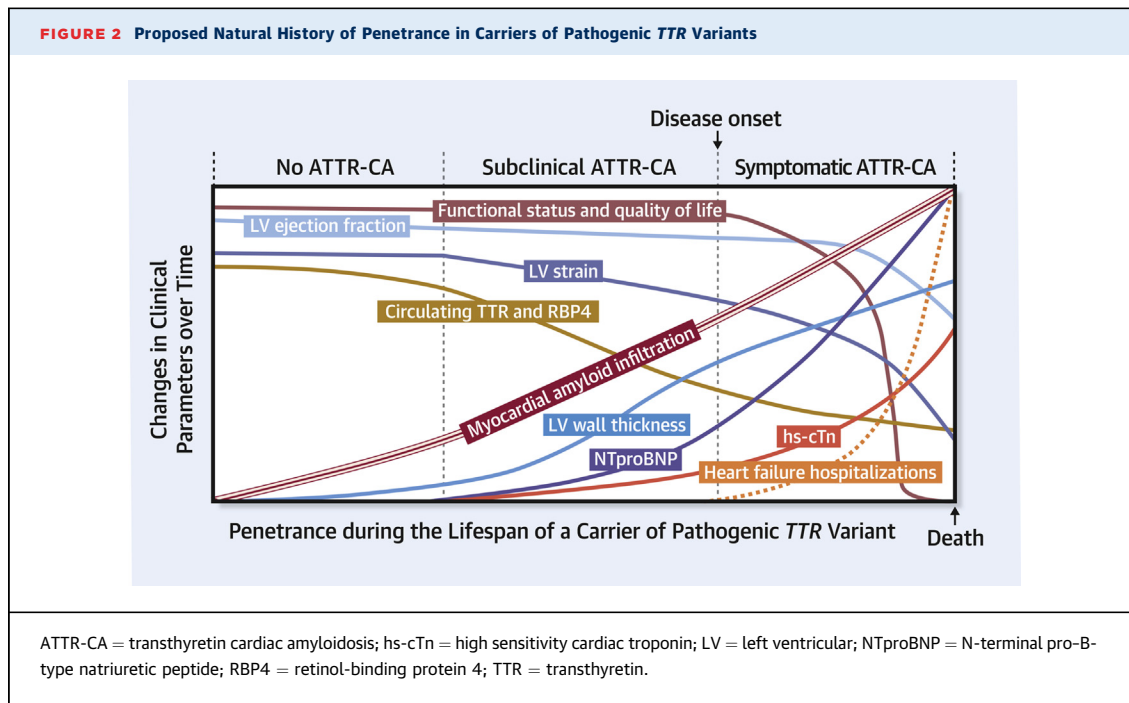 FIGURE 2 Proposed Natural History of Penetrance in Carriers of Pathogenic TTR Variants
Disease onset
No ATTR-CA
Subclinical ATTR-CA
Symptomatic ATTR-CA
Functional status and quality of life
LV ejection fraction
LV strain
Circulating TTR and RBP4
Myocardial amyloid infiltration
LV wall thickness
NTproBNP
hs-cTn
Heart failure hospitalizations
Changes in Clinical
Parameters over Time
Penetrance during the Lifespan of a Carrier of Pathogenic TTR Variant
Death
ATTR-CA = transthyretin cardiac amyloidosis; hs-cTn = high sensitivity cardiac troponin; LV = left ventricular; NTproBNP = N-terminal pro-B-
type natriuretic peptide; RBP4 = retinol-binding protein 4; TTR = transthyretin.